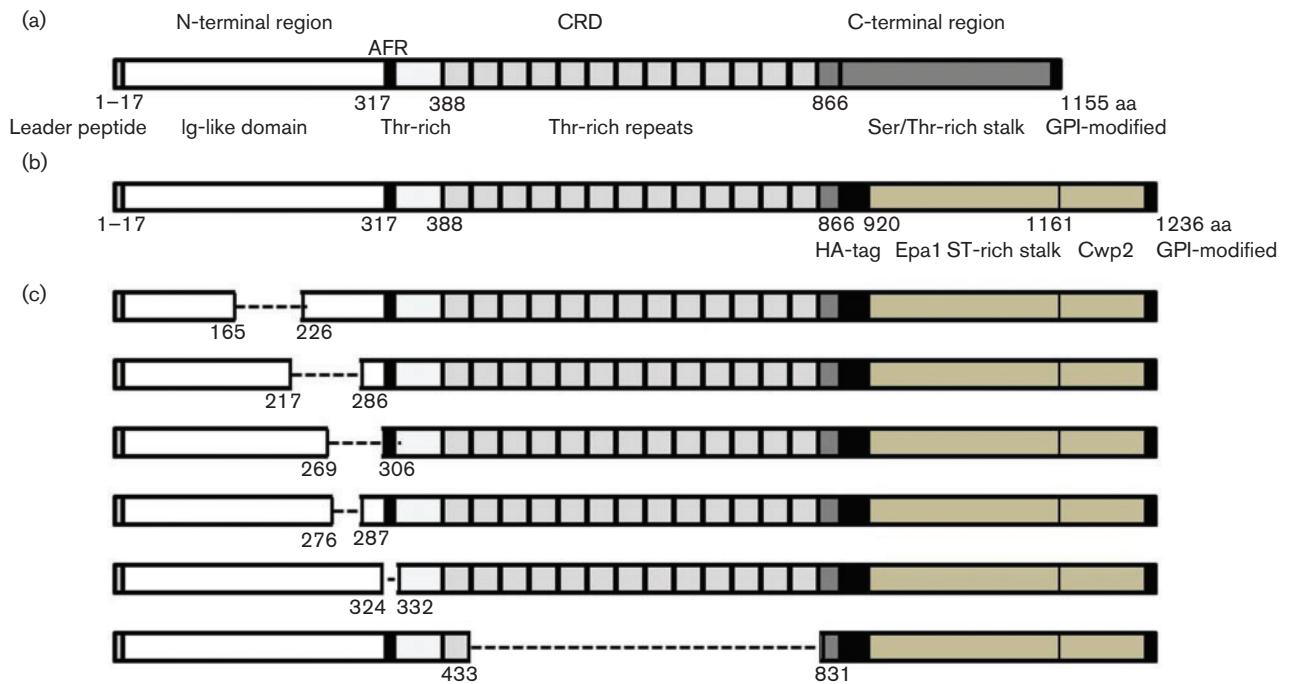 (a)
N-terminal region CRD C-terminal region
AFR
1–17 317 388 866 1155 aa
Leader peptide Ig-like domain Thr-rich Thr-rich repeats Ser/Thr-rich stalk GPI-modified
(b)
1–17 317 388 866 920 1161 1236 aa
HA-tag Epa1 ST-rich stalk Cwp2 GPI-modified
(c)
165 226
217 286
269 306
276 287
324 332
433 831